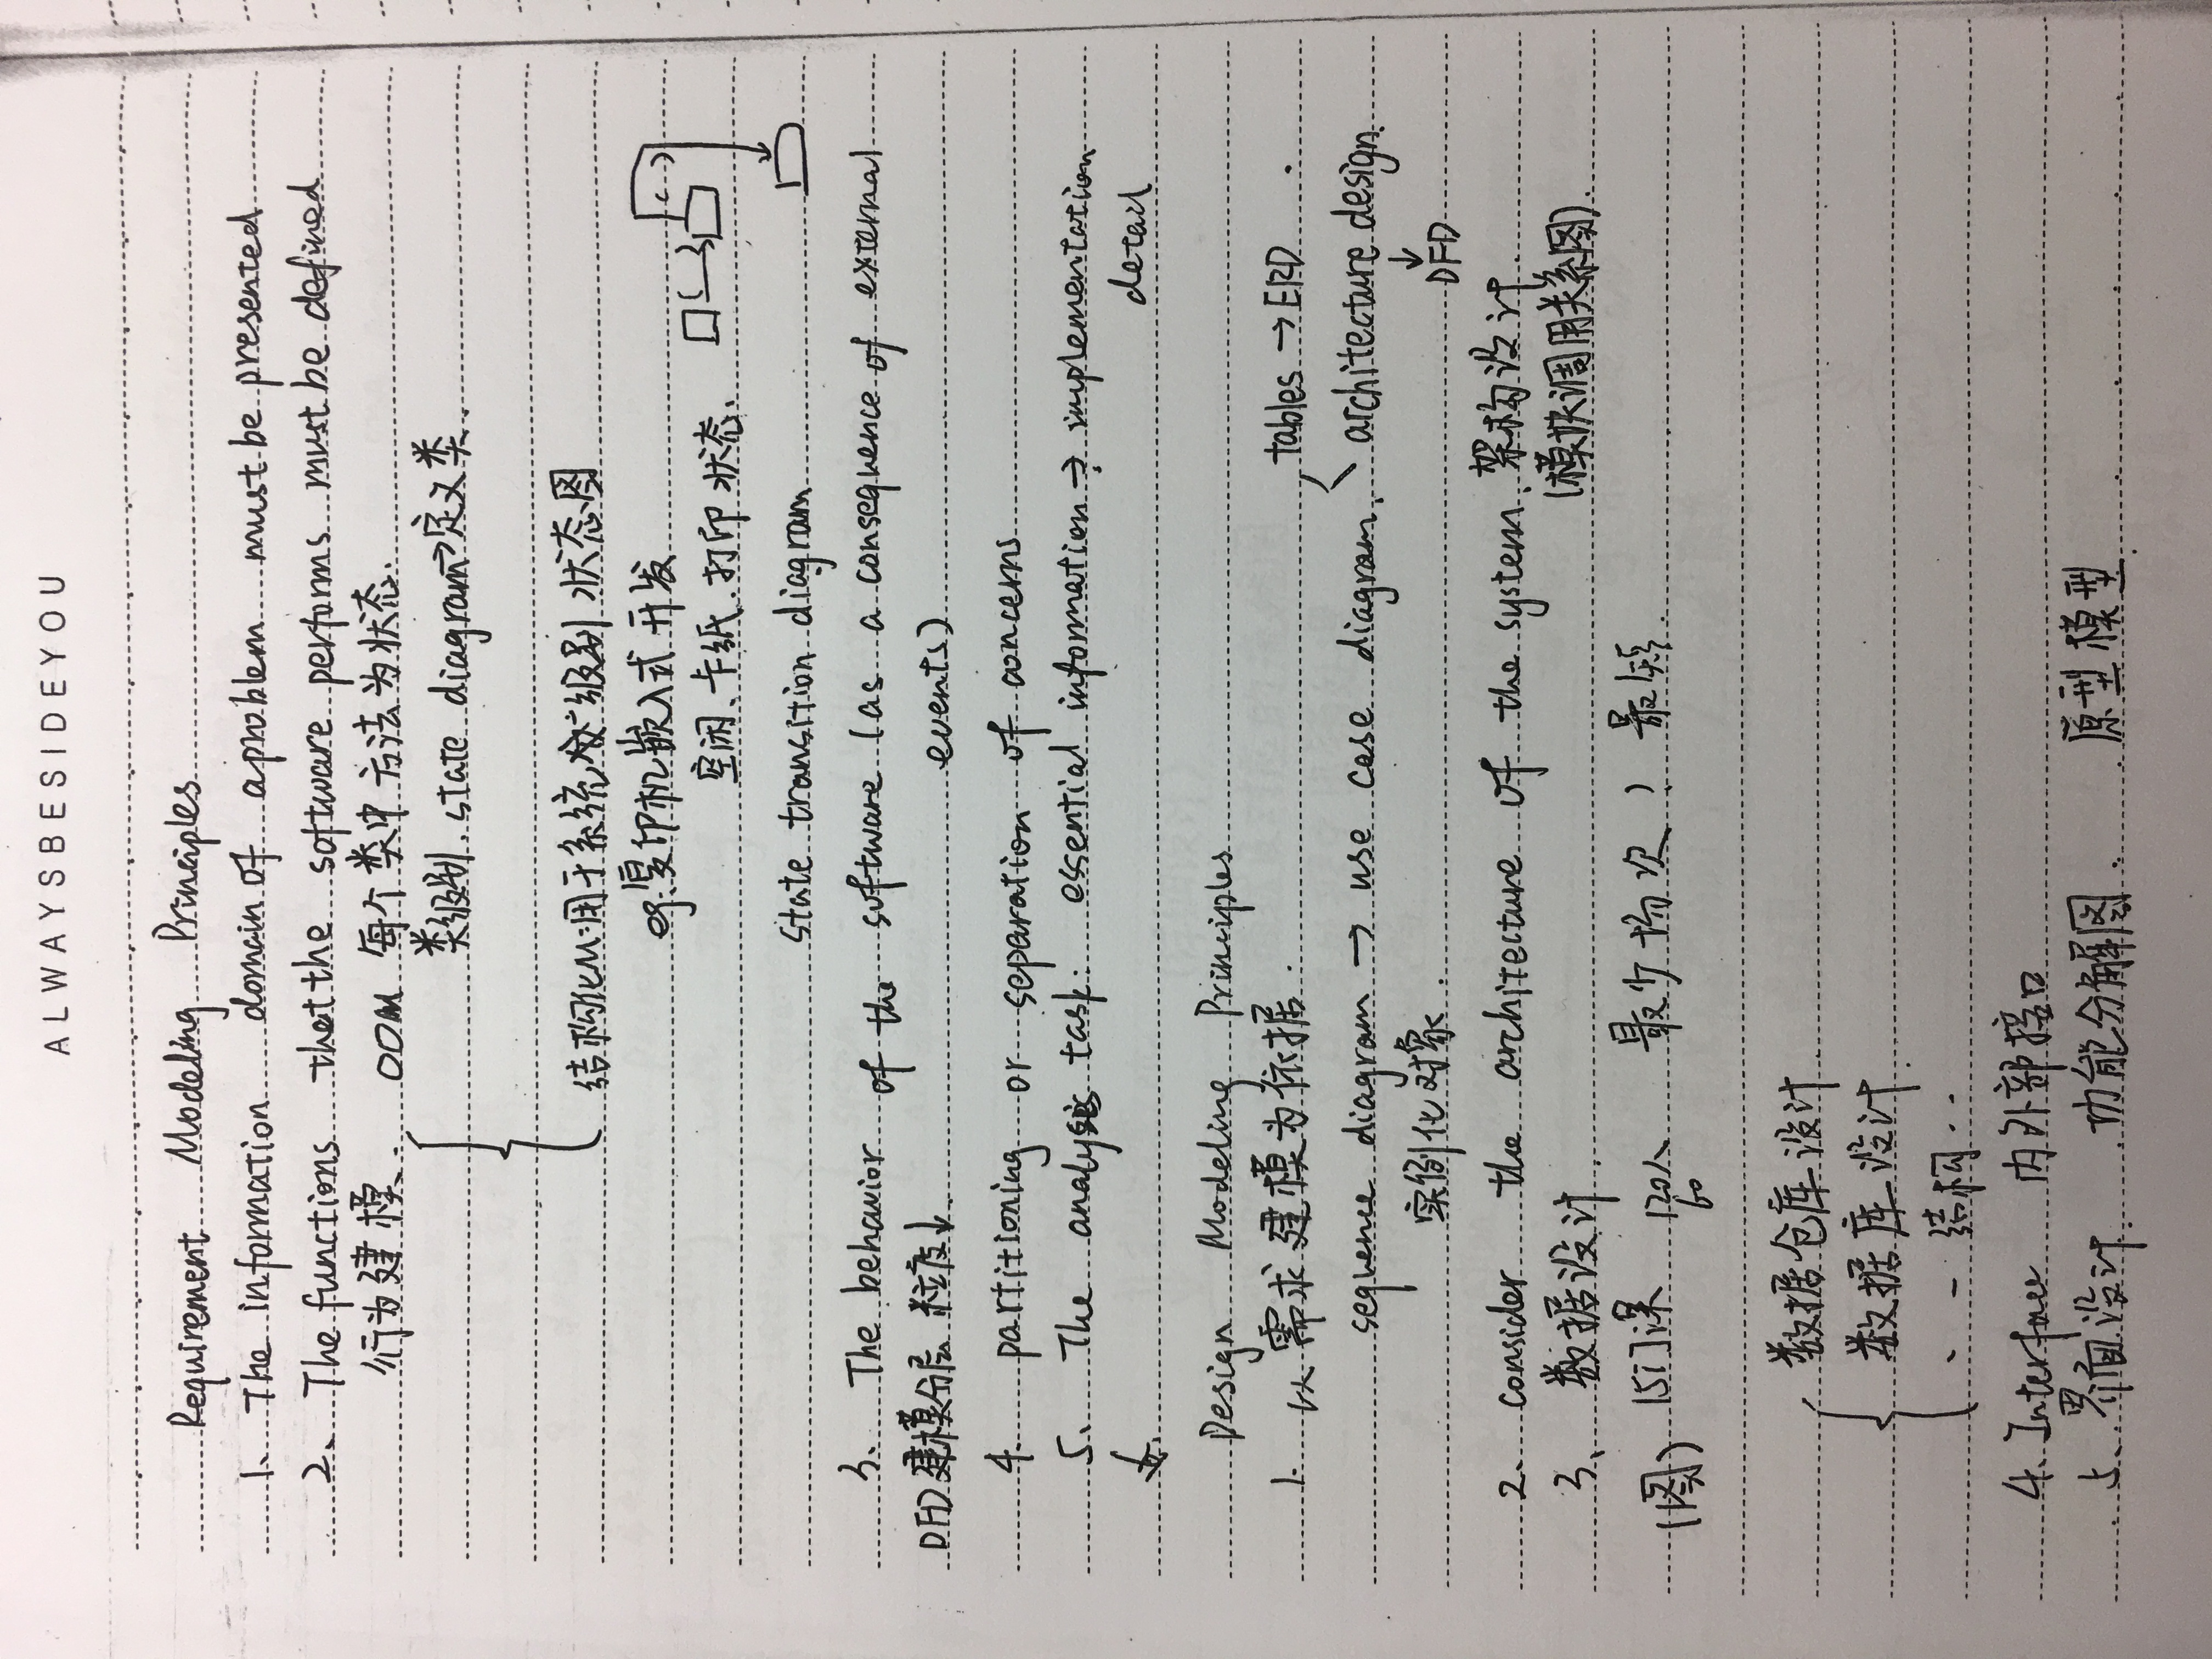 ALWAYSBESIDEYOU
Requirement Modeling Principles
1、The information domain of a problem must be presented
2、The functions that the software performs must be defined
行为建模. OOM 每个类中方法为状态.
类级别. state diagram→定义类.
结构化M:用于系统 级别 状态图
eg:复印机嵌入式开发
空闲、卡纸.打印状态.
state transition diagram
3、The behavior of the software (as a consequence of external
DFD建模分层 粒度↓. events)
4. partitioning or separation of concerns
5、The analysis task: essential information → implementation
detail
Design Modeling Principles
1. 以需求建模为依据. tables → ERD
sequence diagram → use case diagram. architecture design.
↓
实例化对象. DFD
2、consider the architecture of the system.架构设计.
3、数据设计. (模块调用关系图).
(图) 15门课 120人 最少场次 ! 最短.
60
数据仓库设计.
数据库设计.
结构..
4、Interface 内外部接口
5、界面设计. 功能分解图. 原型模型.